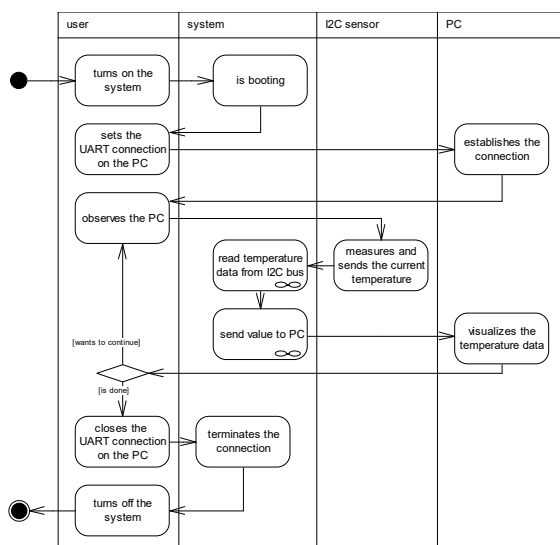 user
system
I2C sensor
PC
turns on the
system
is booting
sets the
UART connection
on the PC
establishes the
connection
observes the PC
read temperature
data from I2C bus
measures and
sends the current
temperature
send value to PC
visualizes the
temperature data
[wants to continue]
[is done]
closes the
UART connection
on the PC
terminates the
connection
turns off the
system